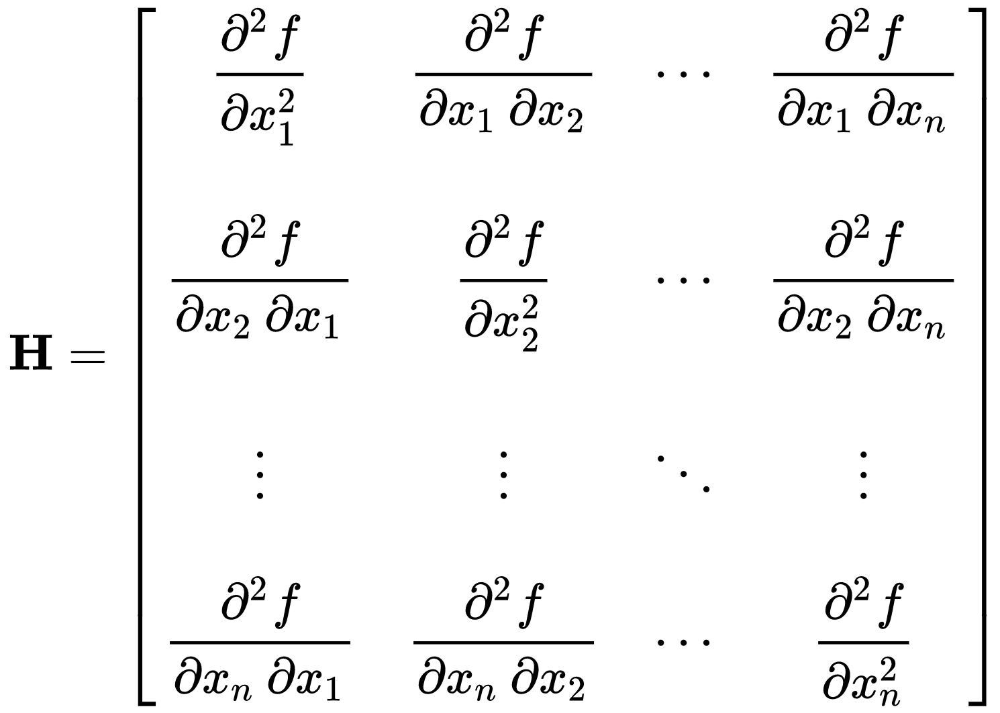 H = [ ∂²f/∂x₁² ∂²f/∂x₁ ∂x₂ ⋯ ∂²f/∂x₁ ∂xₙ
∂²f/∂x₂ ∂x₁ ∂²f/∂x₂² ⋯ ∂²f/∂x₂ ∂xₙ
⋮ ⋮ ⋱ ⋮
∂²f/∂xₙ ∂x₁ ∂²f/∂xₙ ∂x₂ ⋯ ∂²f/∂xₙ² ]